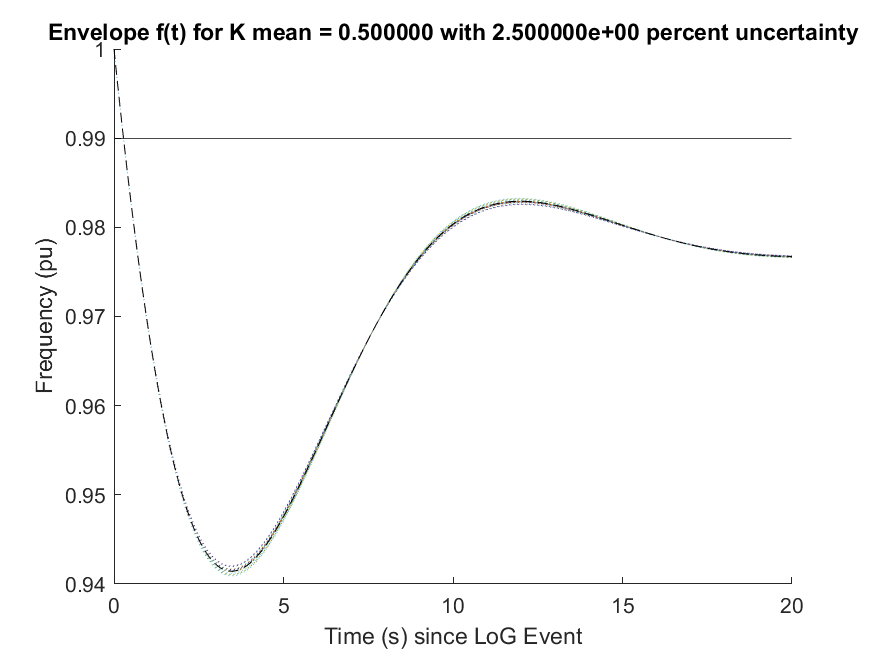 Envelope f(t) for K mean = 0.500000 with 2.500000e+00 percent uncertainty
1
0.99
0.98
0.97
0.96
0.95
0.94
Frequency (pu)
0 5 10 15 20
Time (s) since LoG Event